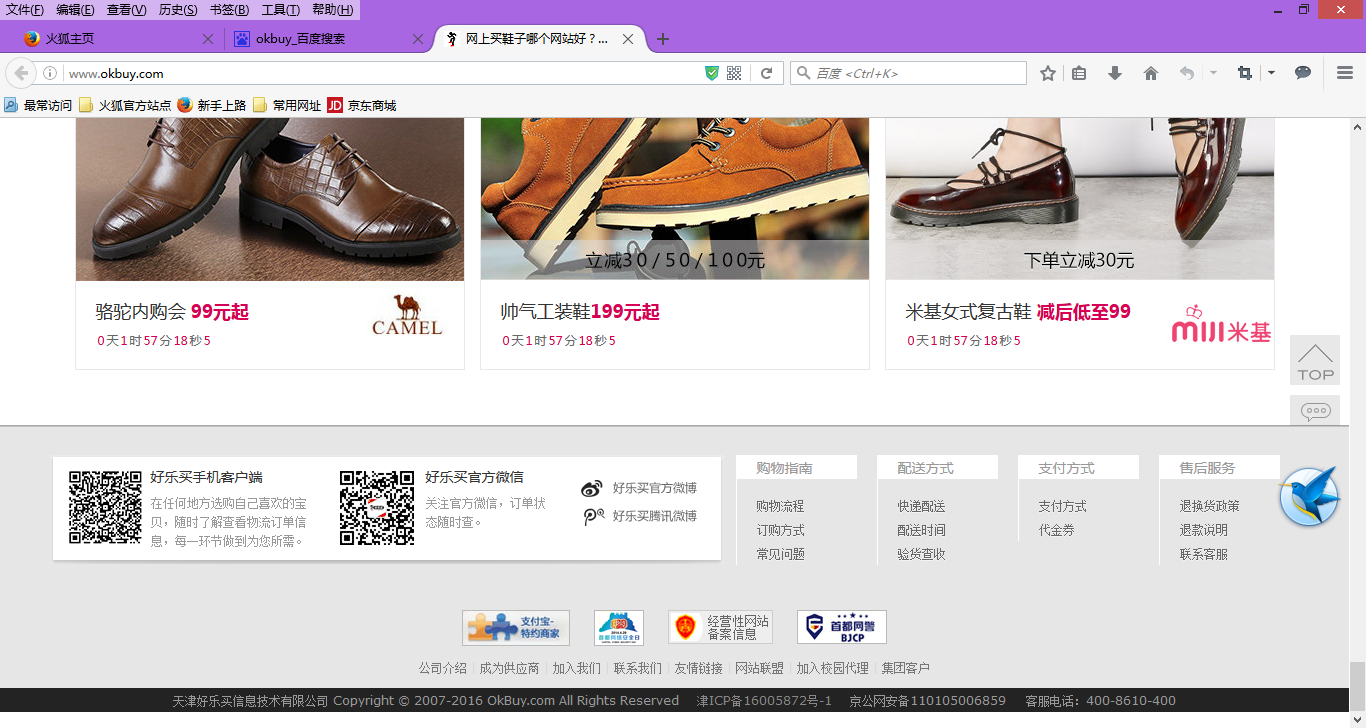 文件(F) 编辑(E) 查看(V) 历史(S) 书签(B) 工具(T) 帮助(H)
火狐主页 okbuy_百度搜索 网上买鞋子哪个网站好？...
www.okbuy.com 百度 <Ctrl+K>
最常访问 火狐官方站点 新手上路 常用网址 JD 京东商城
立减30/50/100元 下单立减30元
骆驼内购会 99元起 CAMEL 帅气工装鞋199元起 米基女式复古鞋 减后低至99 miji米基
0天1时57分18秒5 0天1时57分18秒5 0天1时57分18秒5
TOP
好乐买手机客户端
在任何地方选购自己喜欢的宝
贝，随时了解查看物流订单信
息，每一环节做到为您所需。
好乐买官方微信
关注官方微信，订单状
态随时查。
好乐买官方微博
好乐买腾讯微博
购物指南
购物流程
订购方式
常见问题
配送方式
快递配送
配送时间
验货查收
支付方式
支付方式
代金券
售后服务
退换货政策
退款说明
联系客服
支付宝-
特约商家
首都网络安全日
经营性网站
备案信息
首都网警
BJCP
公司介绍 成为供应商 加入我们 联系我们 友情链接 网站联盟 加入校园代理 集团客户
天津好乐买信息技术有限公司 Copyright © 2007-2016 OkBuy.com All Rights Reserved 津ICP备16005872号-1 京公网安备110105006859 客服电话：400-8610-400